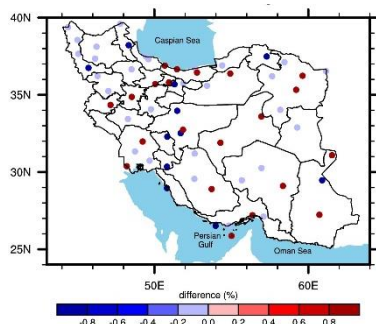 40N
Caspian Sea
35N
30N
Persian
Gulf
Oman Sea
25N
50E 60E
difference (%)
-0.8 -0.6 -0.4 -0.2 0.0 0.2 0.4 0.6 0.8